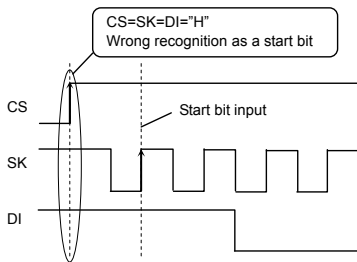 CS=SK=DI="H"
Wrong recognition as a start bit
Start bit input
CS
SK
DI